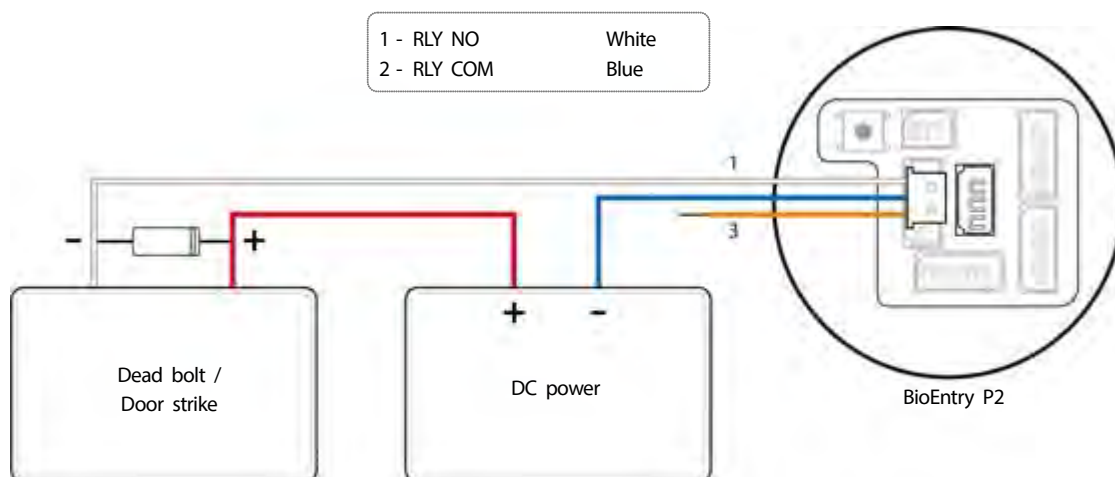 1 - RLY NO White
2 - RLY COM Blue
1
3
- +
+ -
Dead bolt /
Door strike
DC power
BioEntry P2